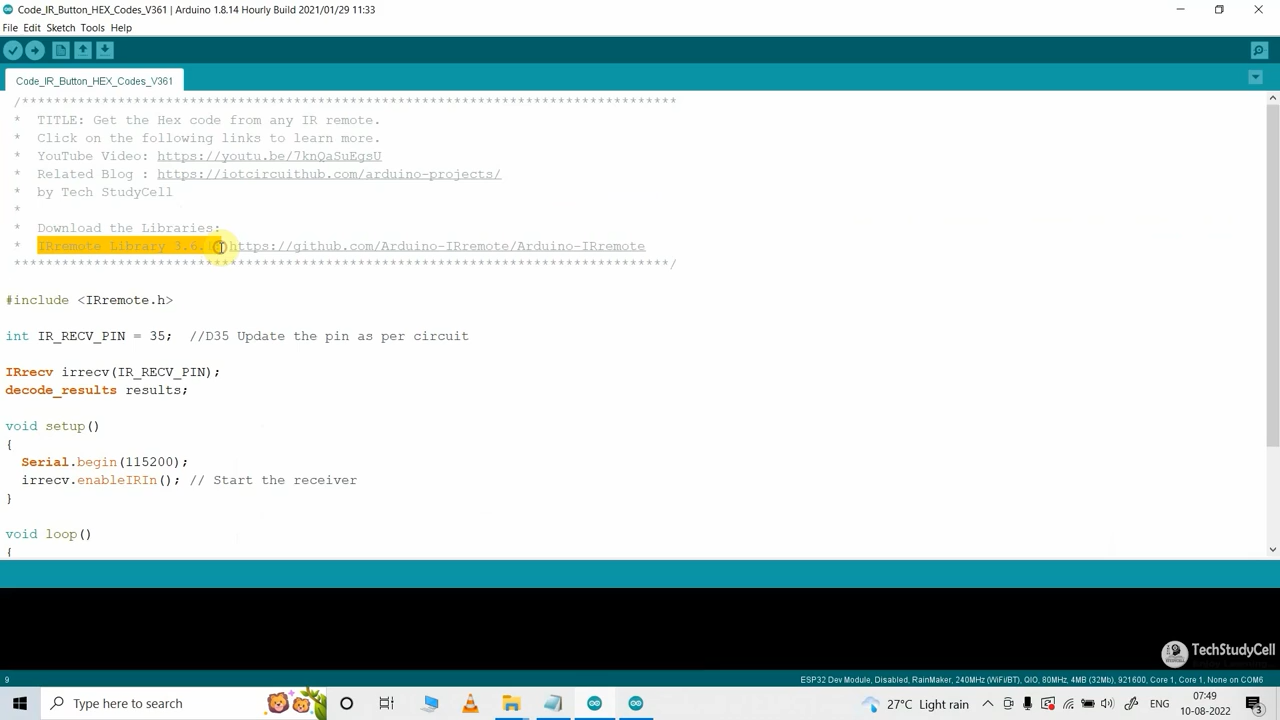 Code_IR_Button_HEX_Codes_V361 | Arduino 1.8.14 Hourly Build 2021/01/29 11:33
File Edit Sketch Tools Help
Code_IR_Button_HEX_Codes_V361
/**********************************************************************************
* TITLE: Get the Hex code from any IR remote.
* Click on the following links to learn more.
* YouTube Video: https://youtu.be/7knQaSuEgsU
* Related Blog : https://iotcircuithub.com/arduino-projects/
* by Tech StudyCell
*
* Download the Libraries:
* IRremote Library 3.6. https://github.com/Arduino-IRremote/Arduino-IRremote
**********************************************************************************/
#include <IRremote.h>
int IR_RECV_PIN = 35; //D35 Update the pin as per circuit
IRrecv irrecv(IR_RECV_PIN);
decode_results results;
void setup()
{
Serial.begin(115200);
irrecv.enableIRIn(); // Start the receiver
}
void loop()
{
TechStudyCell
9 ESP32 Dev Module, Disabled, RainMaker, 240MHz (WiFi/BT), QIO, 80MHz, 4MB (32Mb), 921600, Core 1, Core 1, None on COM6
Type here to search
27°C Light rain
ENG
07:49
10-08-2022
3